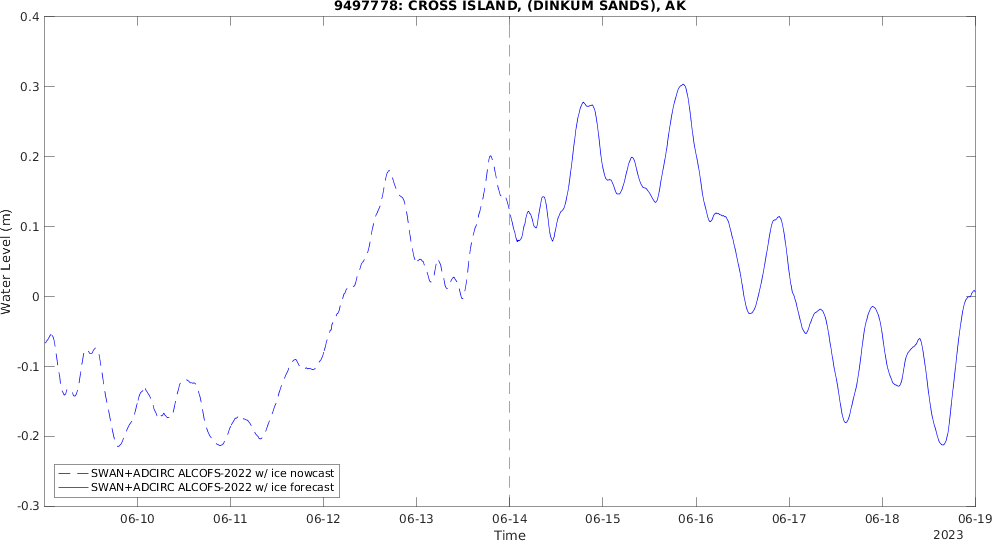 9497778: CROSS ISLAND, (DINKUM SANDS), AK
0.4
0.3
0.2
0.1
0
-0.1
-0.2
-0.3
Water Level (m)
SWAN+ADCIRC ALCOFS-2022 w/ ice nowcast
SWAN+ADCIRC ALCOFS-2022 w/ ice forecast
06-10 06-11 06-12 06-13 06-14 06-15 06-16 06-17 06-18 06-19
Time
2023